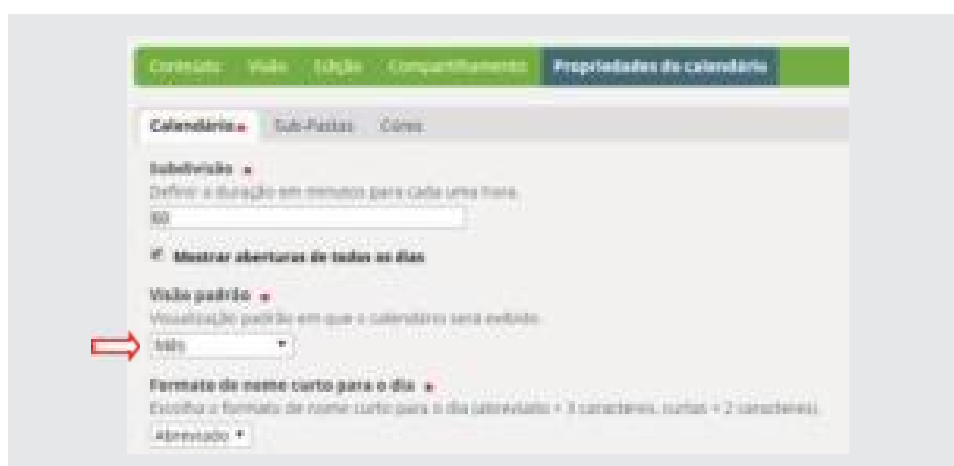 Conteúdo Visão Edição Compartilhamento Propriedades do calendário
Calendário Sub-Pastas Cores
Subdivisão
Definir a duração em minutos para cada uma hora.
60
Mostrar aberturas de todos os dias
Visão padrão
Visualização padrão em que o calendário será exibido.
Mês
Formato de nome curto para o dia
Escolha o formato de nome curto para o dia (abreviado = 3 caracteres, curtas = 2 caracteres).
Abreviado